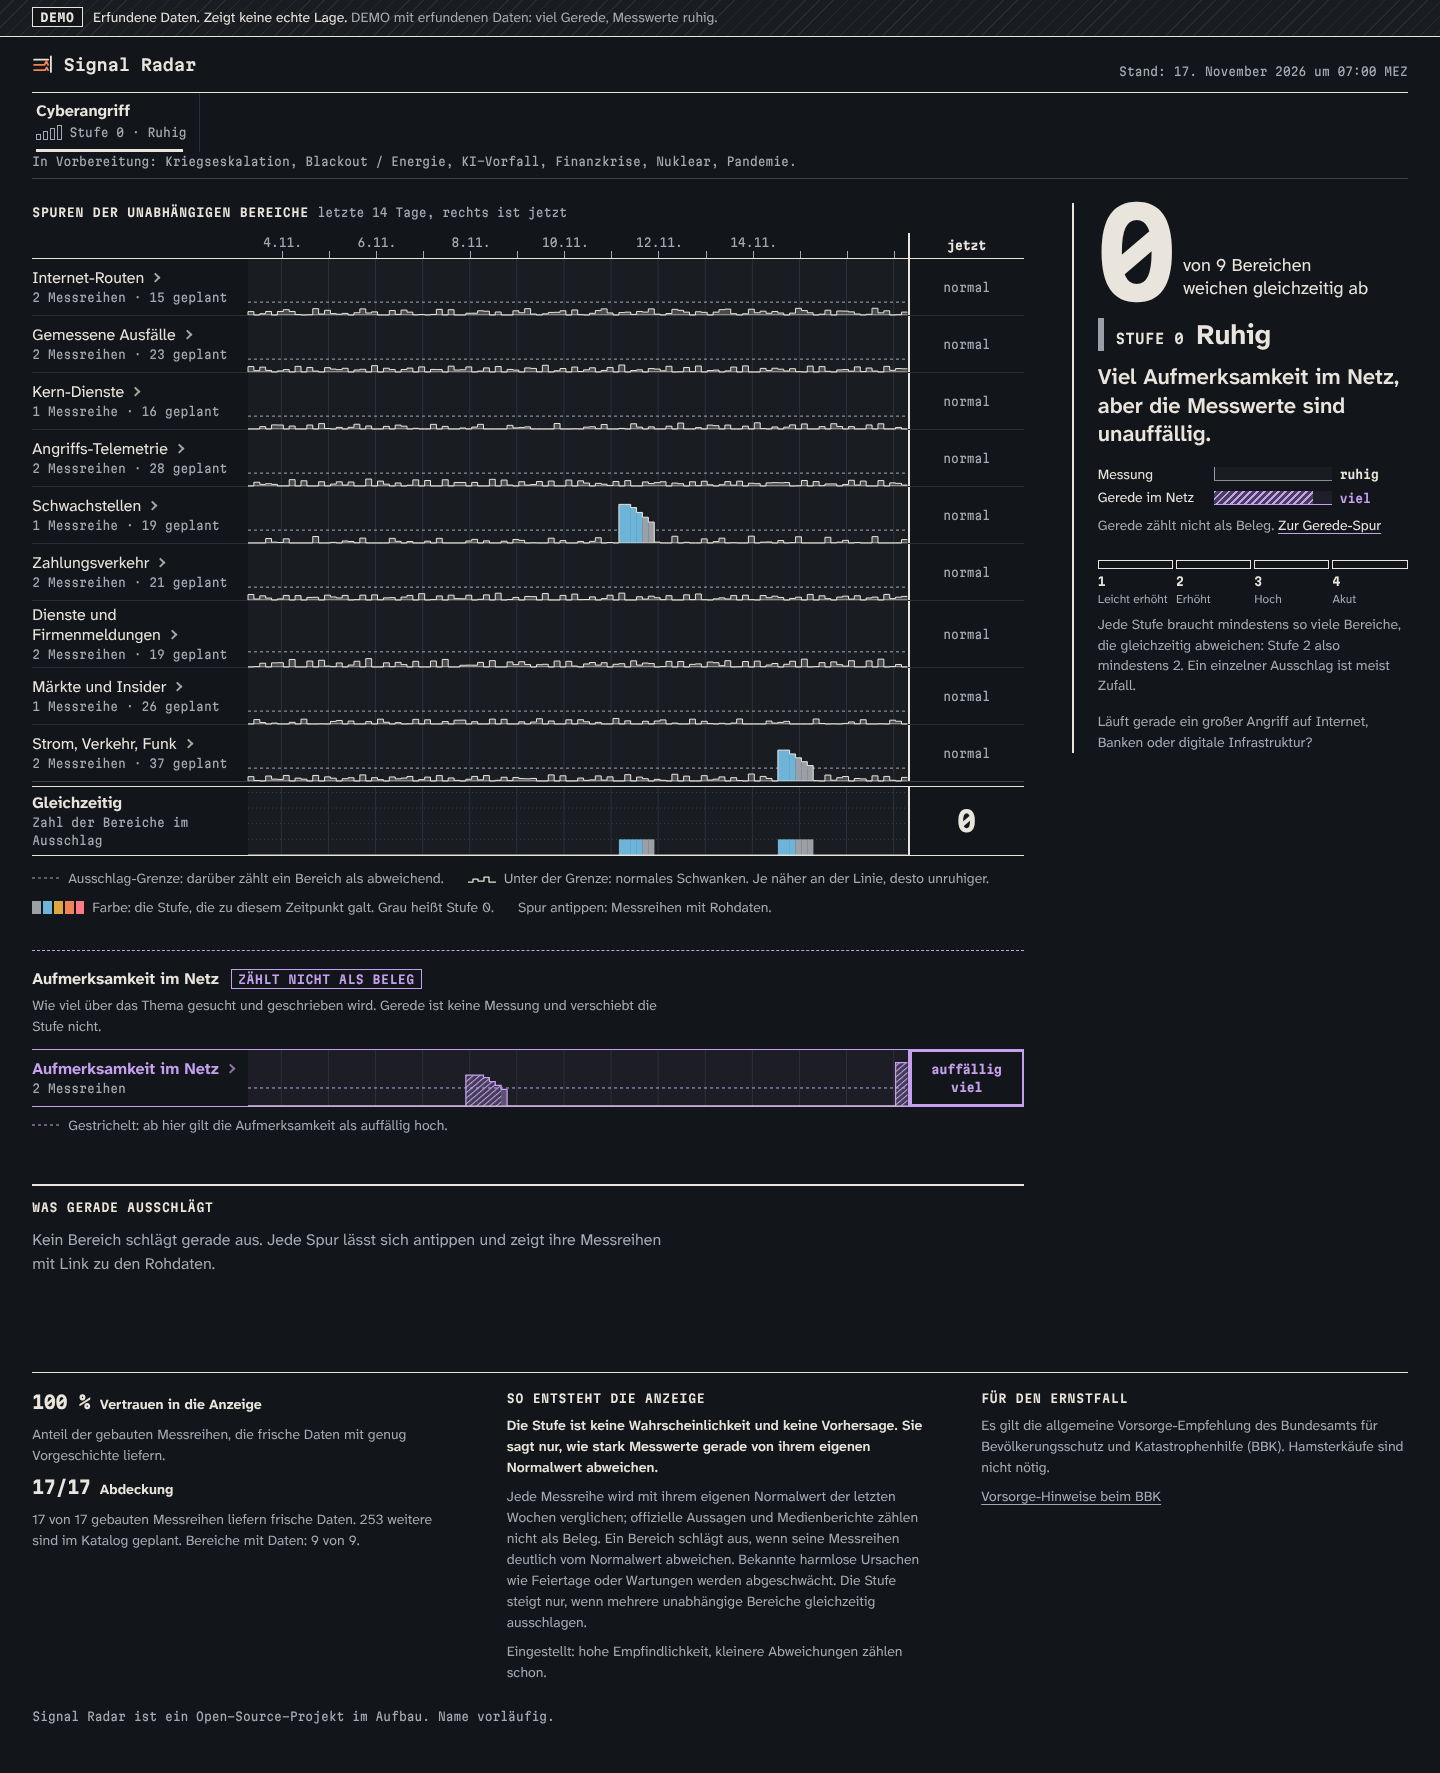 DEMO Erfundene Daten. Zeigt keine echte Lage. DEMO mit erfundenen Daten: viel Gerede, Messwerte ruhig.
Signal Radar
Stand: 17. November 2026 um 07:00 MEZ
Cyberangriff
Stufe 0 · Ruhig
In Vorbereitung: Kriegseskalation, Blackout / Energie, KI-Vorfall, Finanzkrise, Nuklear, Pandemie.
SPUREN DER UNABHÄNGIGEN BEREICHE letzte 14 Tage, rechts ist jetzt
4.11. 6.11. 8.11. 10.11. 12.11. 14.11. jetzt
Internet-Routen
2 Messreihen · 15 geplant
normal
Gemessene Ausfälle
2 Messreihen · 23 geplant
normal
Kern-Dienste
1 Messreihe · 16 geplant
normal
Angriffs-Telemetrie
2 Messreihen · 28 geplant
normal
Schwachstellen
1 Messreihe · 19 geplant
normal
Zahlungsverkehr
2 Messreihen · 21 geplant
normal
Dienste und
Firmenmeldungen
2 Messreihen · 19 geplant
normal
Märkte und Insider
1 Messreihe · 26 geplant
normal
Strom, Verkehr, Funk
2 Messreihen · 37 geplant
normal
Gleichzeitig
Zahl der Bereiche im
Ausschlag
0
Ausschlag-Grenze: darüber zählt ein Bereich als abweichend.
Unter der Grenze: normales Schwanken. Je näher an der Linie, desto unruhiger.
Farbe: die Stufe, die zu diesem Zeitpunkt galt. Grau heißt Stufe 0.
Spur antippen: Messreihen mit Rohdaten.
0 von 9 Bereichen
weichen gleichzeitig ab
STUFE 0 Ruhig
Viel Aufmerksamkeit im Netz,
aber die Messwerte sind
unauffällig.
Messung ruhig
Gerede im Netz viel
Gerede zählt nicht als Beleg. Zur Gerede-Spur
1 2 3 4
Leicht erhöht Erhöht Hoch Akut
Jede Stufe braucht mindestens so viele Bereiche,
die gleichzeitig abweichen: Stufe 2 also
mindestens 2. Ein einzelner Ausschlag ist meist
Zufall.
Läuft gerade ein großer Angriff auf Internet,
Banken oder digitale Infrastruktur?
Aufmerksamkeit im Netz ZÄHLT NICHT ALS BELEG
Wie viel über das Thema gesucht und geschrieben wird. Gerede ist keine Messung und verschiebt die
Stufe nicht.
Aufmerksamkeit im Netz
2 Messreihen
auffällig
viel
Gestrichelt: ab hier gilt die Aufmerksamkeit als auffällig hoch.
WAS GERADE AUSSCHLÄGT
Kein Bereich schlägt gerade aus. Jede Spur lässt sich antippen und zeigt ihre Messreihen
mit Link zu den Rohdaten.
100 % Vertrauen in die Anzeige
Anteil der gebauten Messreihen, die frische Daten mit genug
Vorgeschichte liefern.
17/17 Abdeckung
17 von 17 gebauten Messreihen liefern frische Daten. 253 weitere
sind im Katalog geplant. Bereiche mit Daten: 9 von 9.
SO ENTSTEHT DIE ANZEIGE
Die Stufe ist keine Wahrscheinlichkeit und keine Vorhersage. Sie
sagt nur, wie stark Messwerte gerade von ihrem eigenen
Normalwert abweichen.
Jede Messreihe wird mit ihrem eigenen Normalwert der letzten
Wochen verglichen; offizielle Aussagen und Medienberichte zählen
nicht als Beleg. Ein Bereich schlägt aus, wenn seine Messreihen
deutlich vom Normalwert abweichen. Bekannte harmlose Ursachen
wie Feiertage oder Wartungen werden abgeschwächt. Die Stufe
steigt nur, wenn mehrere unabhängige Bereiche gleichzeitig
ausschlagen.
Eingestellt: hohe Empfindlichkeit, kleinere Abweichungen zählen
schon.
FÜR DEN ERNSTFALL
Es gilt die allgemeine Vorsorge-Empfehlung des Bundesamts für
Bevölkerungsschutz und Katastrophenhilfe (BBK). Hamsterkäufe sind
nicht nötig.
Vorsorge-Hinweise beim BBK
Signal Radar ist ein Open-Source-Projekt im Aufbau. Name vorläufig.